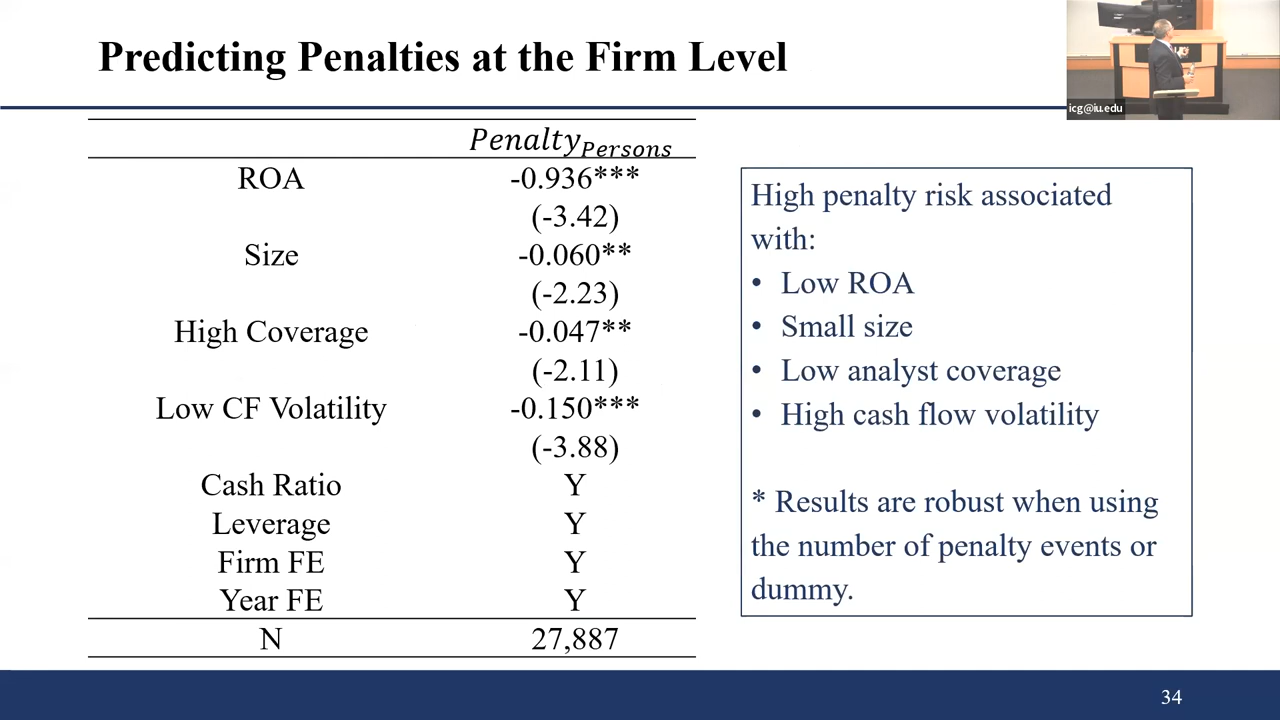 Predicting Penalties at the Firm Level
icg@iu.edu
Penalty_Persons
ROA -0.936***
(-3.42)
Size -0.060**
(-2.23)
High Coverage -0.047**
(-2.11)
Low CF Volatility -0.150***
(-3.88)
Cash Ratio Y
Leverage Y
Firm FE Y
Year FE Y
N 27,887
High penalty risk associated
with:
• Low ROA
• Small size
• Low analyst coverage
• High cash flow volatility
* Results are robust when using
the number of penalty events or
dummy.
34